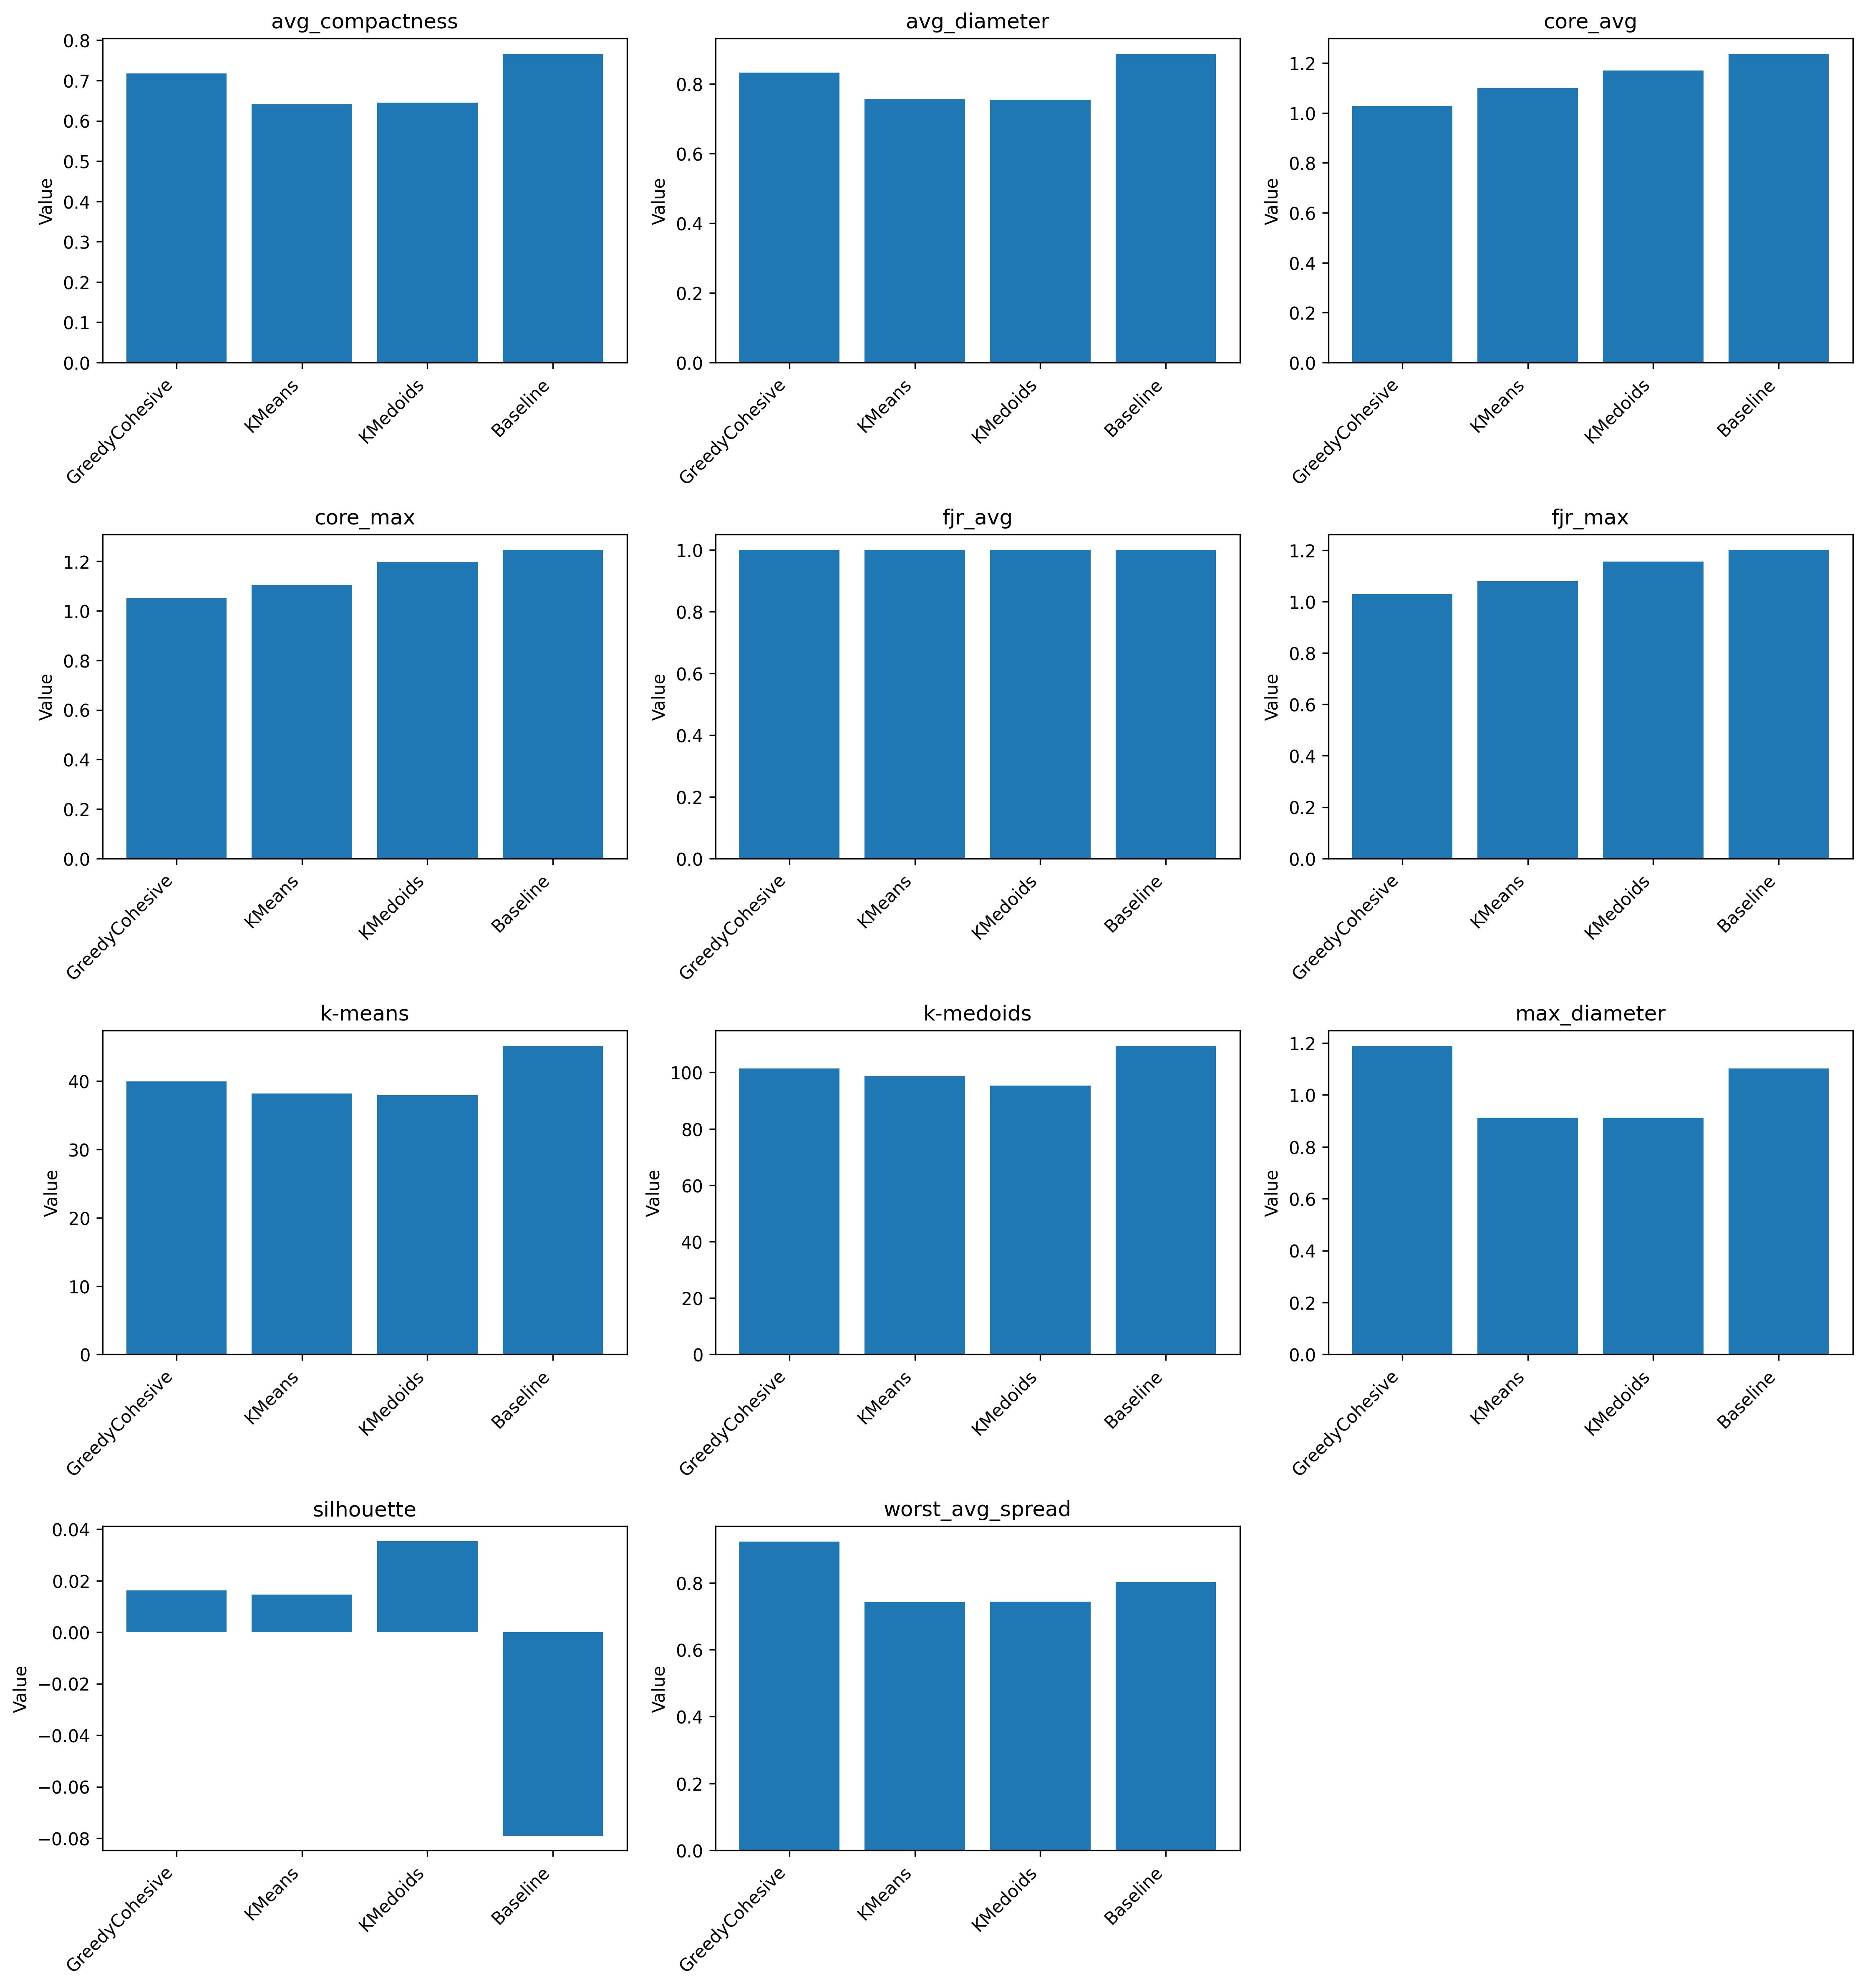 avg_compactness
0.8
0.7
0.6
0.5
0.4
0.3
0.2
0.1
0.0
Value
GreedyCohesive
KMeans
KMedoids
Baseline
avg_diameter
0.8
0.6
0.4
0.2
0.0
Value
GreedyCohesive
KMeans
KMedoids
Baseline
core_avg
1.2
1.0
0.8
0.6
0.4
0.2
0.0
Value
GreedyCohesive
KMeans
KMedoids
Baseline
core_max
1.2
1.0
0.8
0.6
0.4
0.2
0.0
Value
GreedyCohesive
KMeans
KMedoids
Baseline
fjr_avg
1.0
0.8
0.6
0.4
0.2
0.0
Value
GreedyCohesive
KMeans
KMedoids
Baseline
fjr_max
1.2
1.0
0.8
0.6
0.4
0.2
0.0
Value
GreedyCohesive
KMeans
KMedoids
Baseline
k-means
40
30
20
10
0
Value
GreedyCohesive
KMeans
KMedoids
Baseline
k-medoids
100
80
60
40
20
0
Value
GreedyCohesive
KMeans
KMedoids
Baseline
max_diameter
1.2
1.0
0.8
0.6
0.4
0.2
0.0
Value
GreedyCohesive
KMeans
KMedoids
Baseline
silhouette
0.04
0.02
0.00
−0.02
−0.04
−0.06
−0.08
Value
GreedyCohesive
KMeans
KMedoids
Baseline
worst_avg_spread
0.8
0.6
0.4
0.2
0.0
Value
GreedyCohesive
KMeans
KMedoids
Baseline